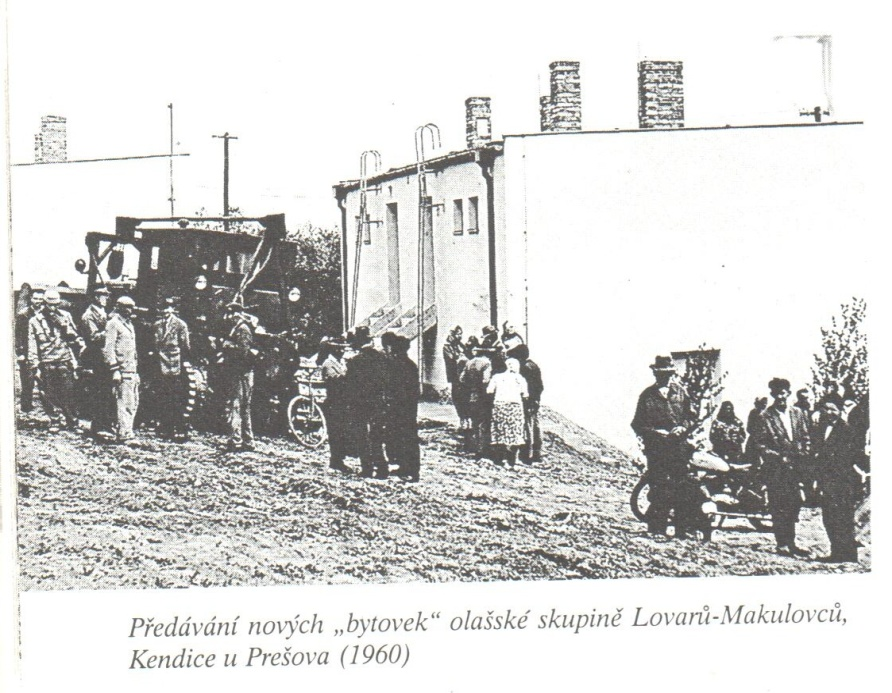 Předávání nových „bytovek“ olašské skupině Lovarů-Makulovců,
Kendice u Prešova (1960)